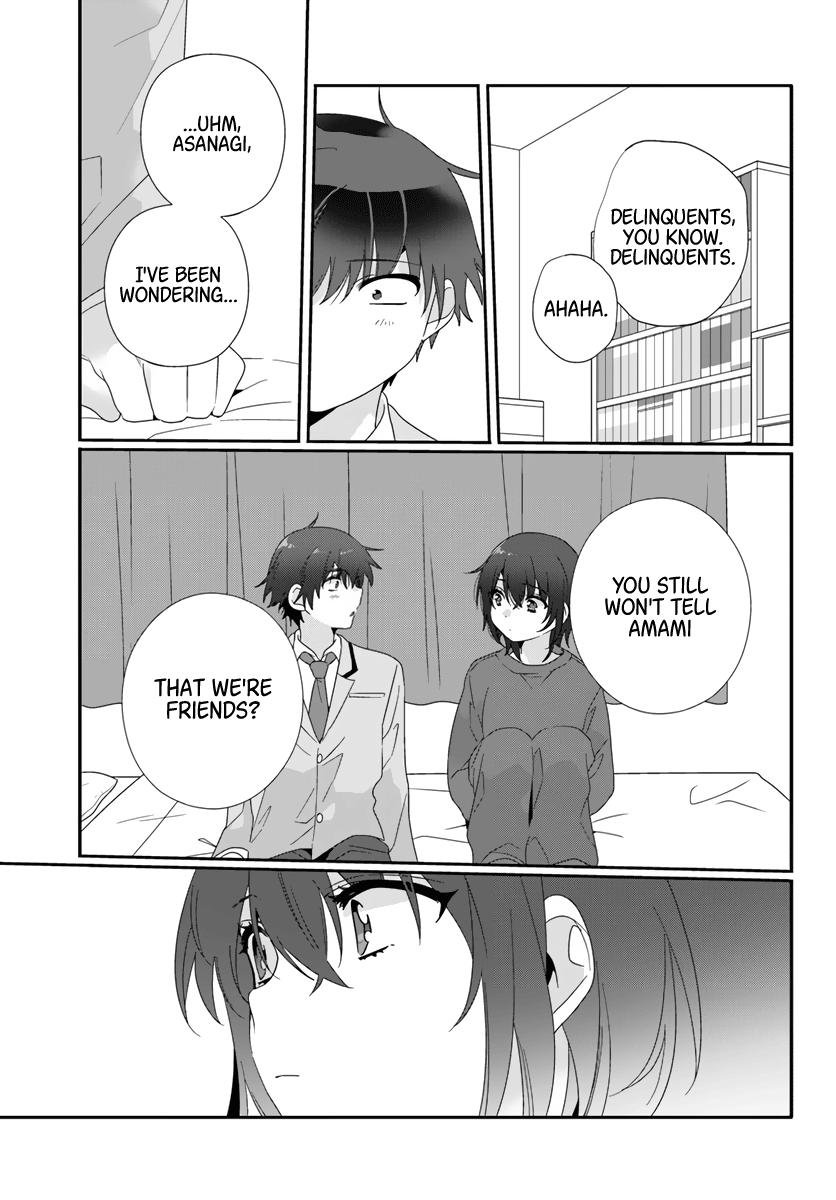 DELINQUENTS,
YOU KNOW.
DELINQUENTS.
AHAHA.
...UHM,
ASANAGI,
I'VE BEEN
WONDERING...
YOU STILL
WON'T TELL
AMAMI
THAT WE'RE
FRIENDS?